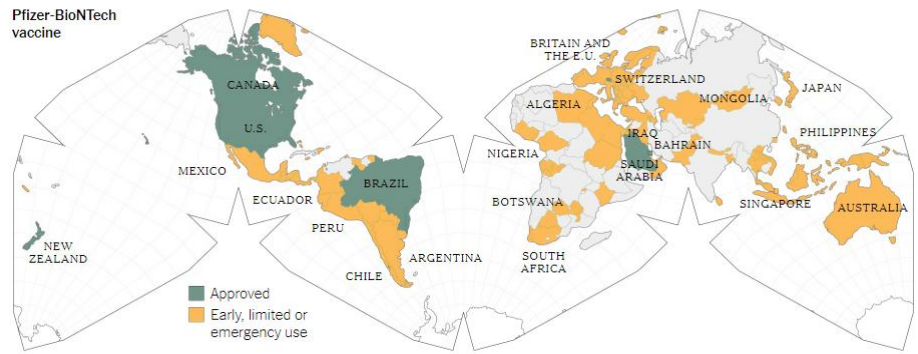 Pfizer-BioNTech
vaccine
CANADA
U.S.
MEXICO
ECUADOR
BRAZIL
PERU
CHILE
ARGENTINA
NEW
ZEALAND
BRITAIN AND
THE E.U.
SWITZERLAND
ALGERIA
MONGOLIA
JAPAN
IRAQ
BAHRAIN
PHILIPPINES
NIGERIA
SAUDI
ARABIA
BOTSWANA
SINGAPORE
AUSTRALIA
SOUTH
AFRICA
Approved
Early, limited or
emergency use